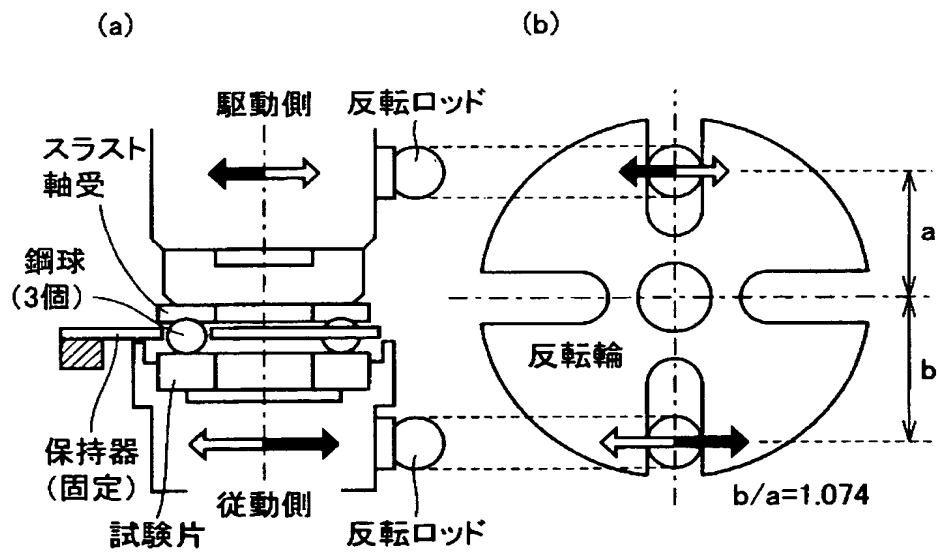 (a)
(b)
駆動側
反転ロッド
スラスト
軸受
鋼球
(3個)
a
反転輪
b
保持器
(固定)
従動側
b/a=1.074
試験片
反転ロッド